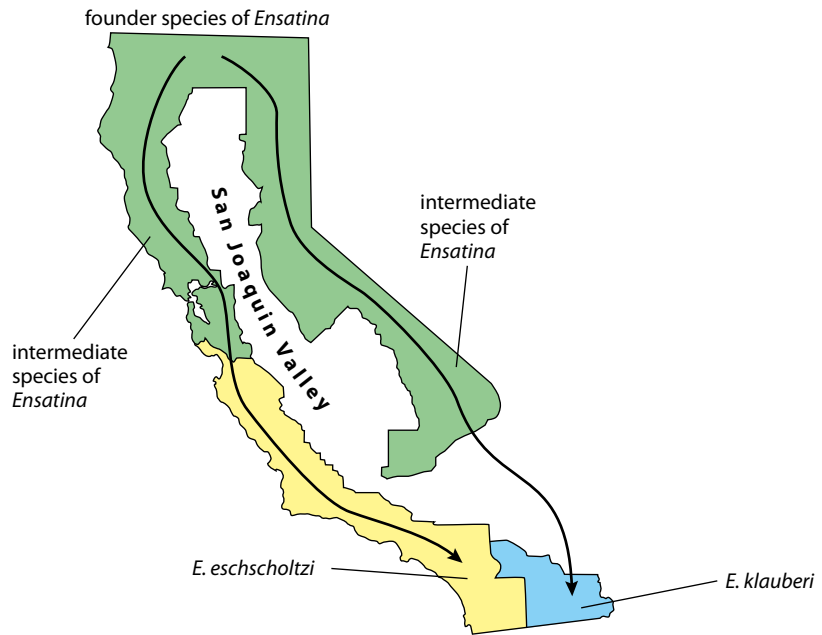 founder species of Ensatina
San Joaquin Valley
intermediate
species of
Ensatina
intermediate
species of
Ensatina
E. eschscholtzi
E. klauberi